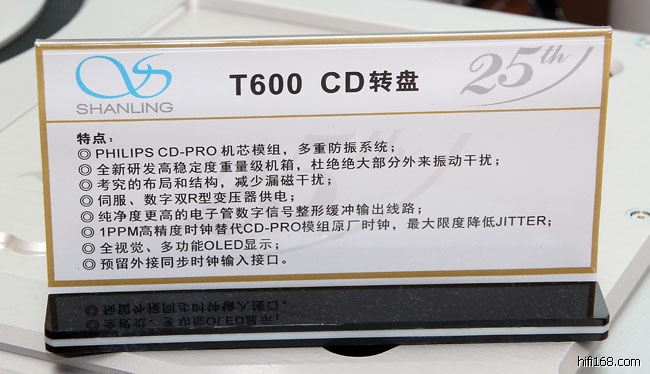 SHANLING
T600 CD转盘
25th
特点：
◎PHILIPS CD-PRO 机芯模组，多重防振系统；
◎全新研发高稳定度重量级机箱，杜绝绝大部分外来振动干扰；
◎考究的布局和结构，减少漏磁干扰；
◎伺服、数字双R型变压器供电；
◎纯净度更高的电子管数字信号整形缓冲输出线路；
◎1PPM高精度时钟替代CD-PRO模组原厂时钟，最大限度降低JITTER；
◎全视觉、多功能OLED显示；
◎预留外接同步时钟输入接口。
hifi168.com